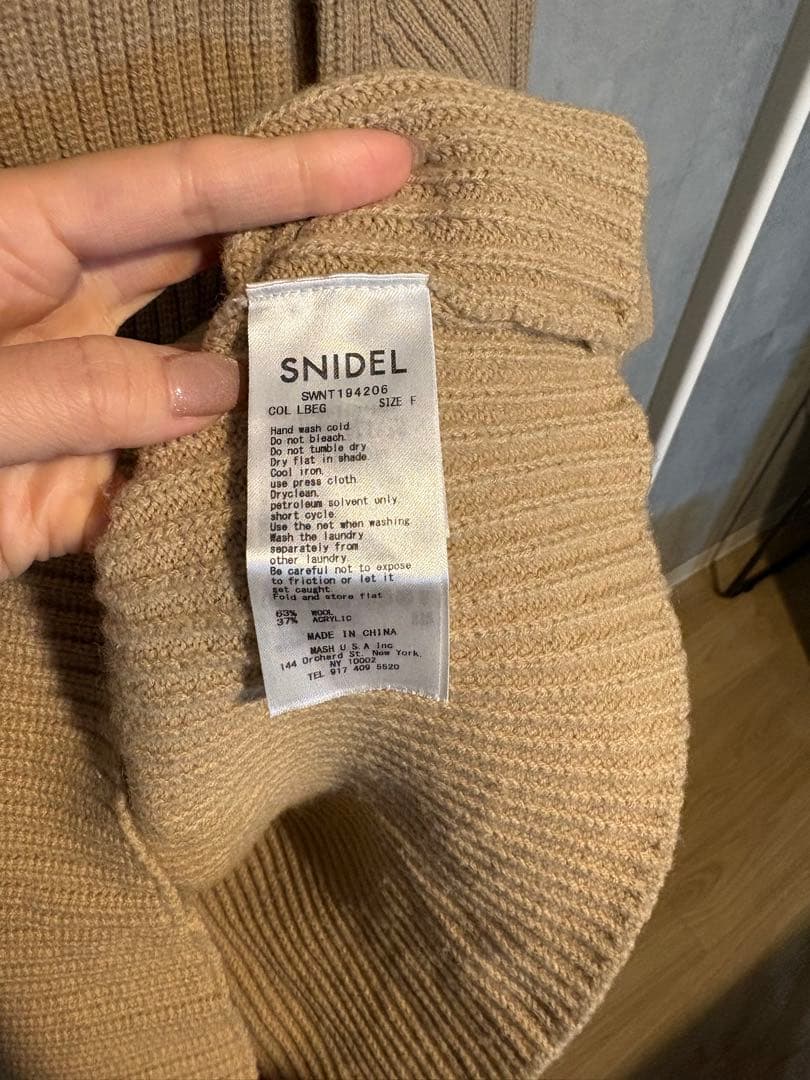 SNIDEL
SWNT194206
COL LBEG SIZE F
Hand wash cold
Do not bleach.
Do not tumble dry
Dry flat in shade.
Cool iron.
use press cloth
Dryclean.
petroleum solvent only.
short cycle.
Use the net when washing
Wash the laundry
separately from
other laundry.
Be careful not to expose
to friction or let it
get caught.
Fold and store flat
63% WOOL
37% ACRYLIC
MADE IN CHINA
MASH U S A Inc
144 Orchard St. New York.
NY 10002
TEL 917 409 5520